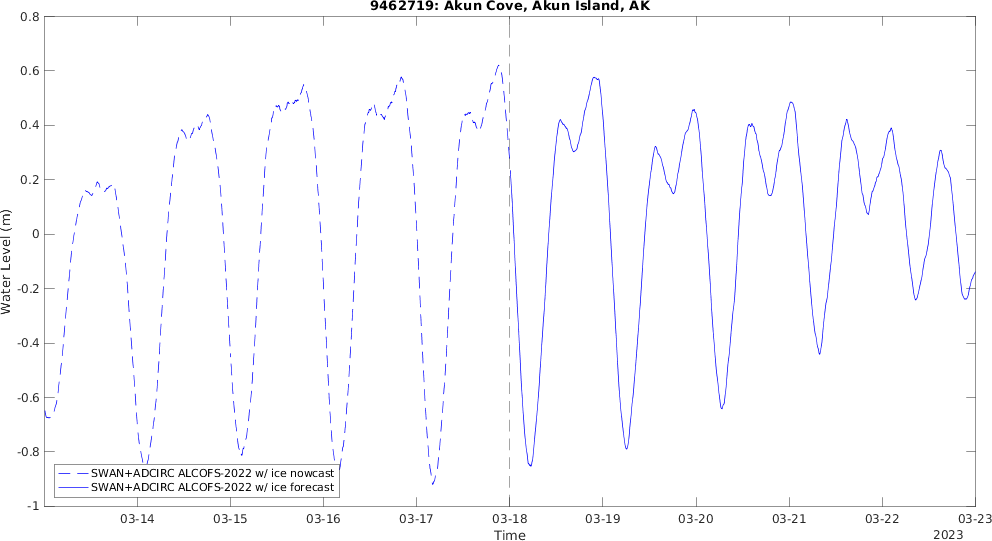 9462719: Akun Cove, Akun Island, AK
0.8
0.6
0.4
0.2
0
-0.2
-0.4
-0.6
-0.8
-1
Water Level (m)
SWAN+ADCIRC ALCOFS-2022 w/ ice nowcast
SWAN+ADCIRC ALCOFS-2022 w/ ice forecast
03-14 03-15 03-16 03-17 03-18 03-19 03-20 03-21 03-22 03-23
Time
2023